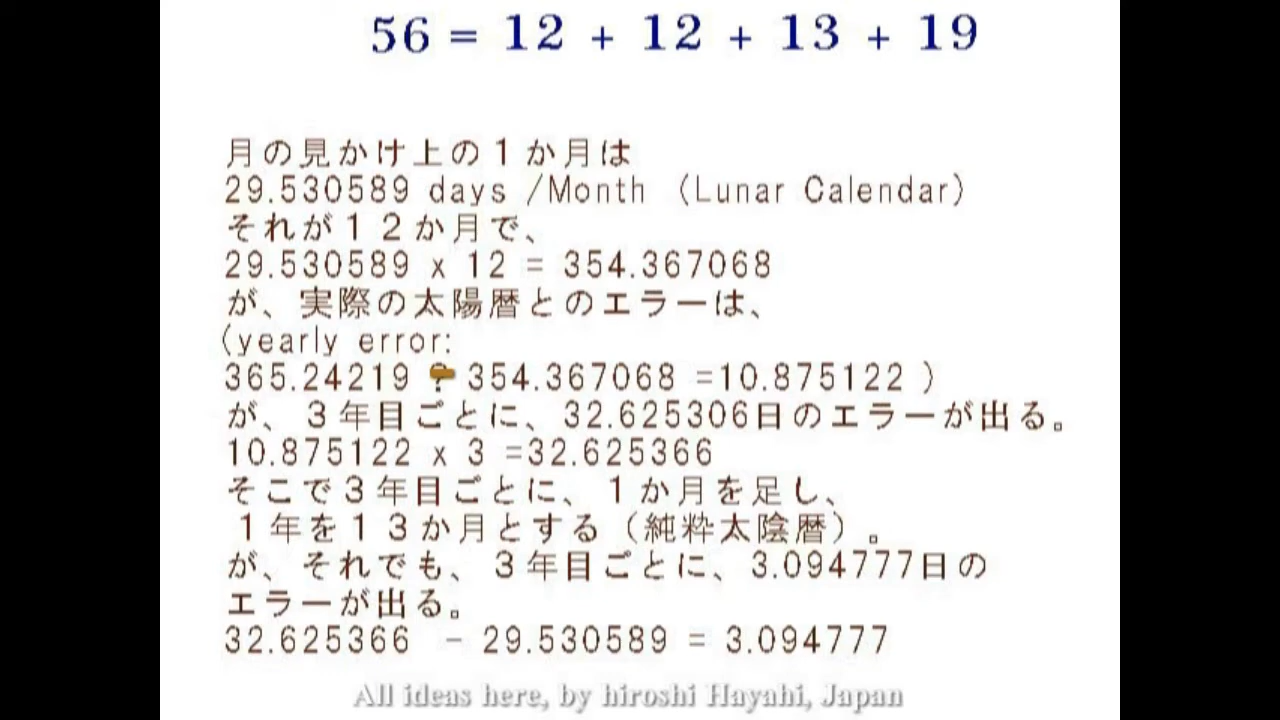 56 = 12 + 12 + 13 + 19
月の見かけ上の１か月は
29.530589 days /Month （Lunar Calendar）
それが１２か月で、
29.530589 x 12 = 354.367068
が、実際の太陽暦とのエラーは、
(yearly error:
365.24219 ? 354.367068 =10.875122 )
が、３年目ごとに、32.625306日のエラーが出る。
10.875122 x 3 =32.625366
そこで３年目ごとに、１か月を足し、
１年を１３か月とする（純粋太陰暦）。
が、それでも、３年目ごとに、3.094777日の
エラーが出る。
32.625366 － 29.530589 = 3.094777
All ideas here, by hiroshi Hayahi, Japan